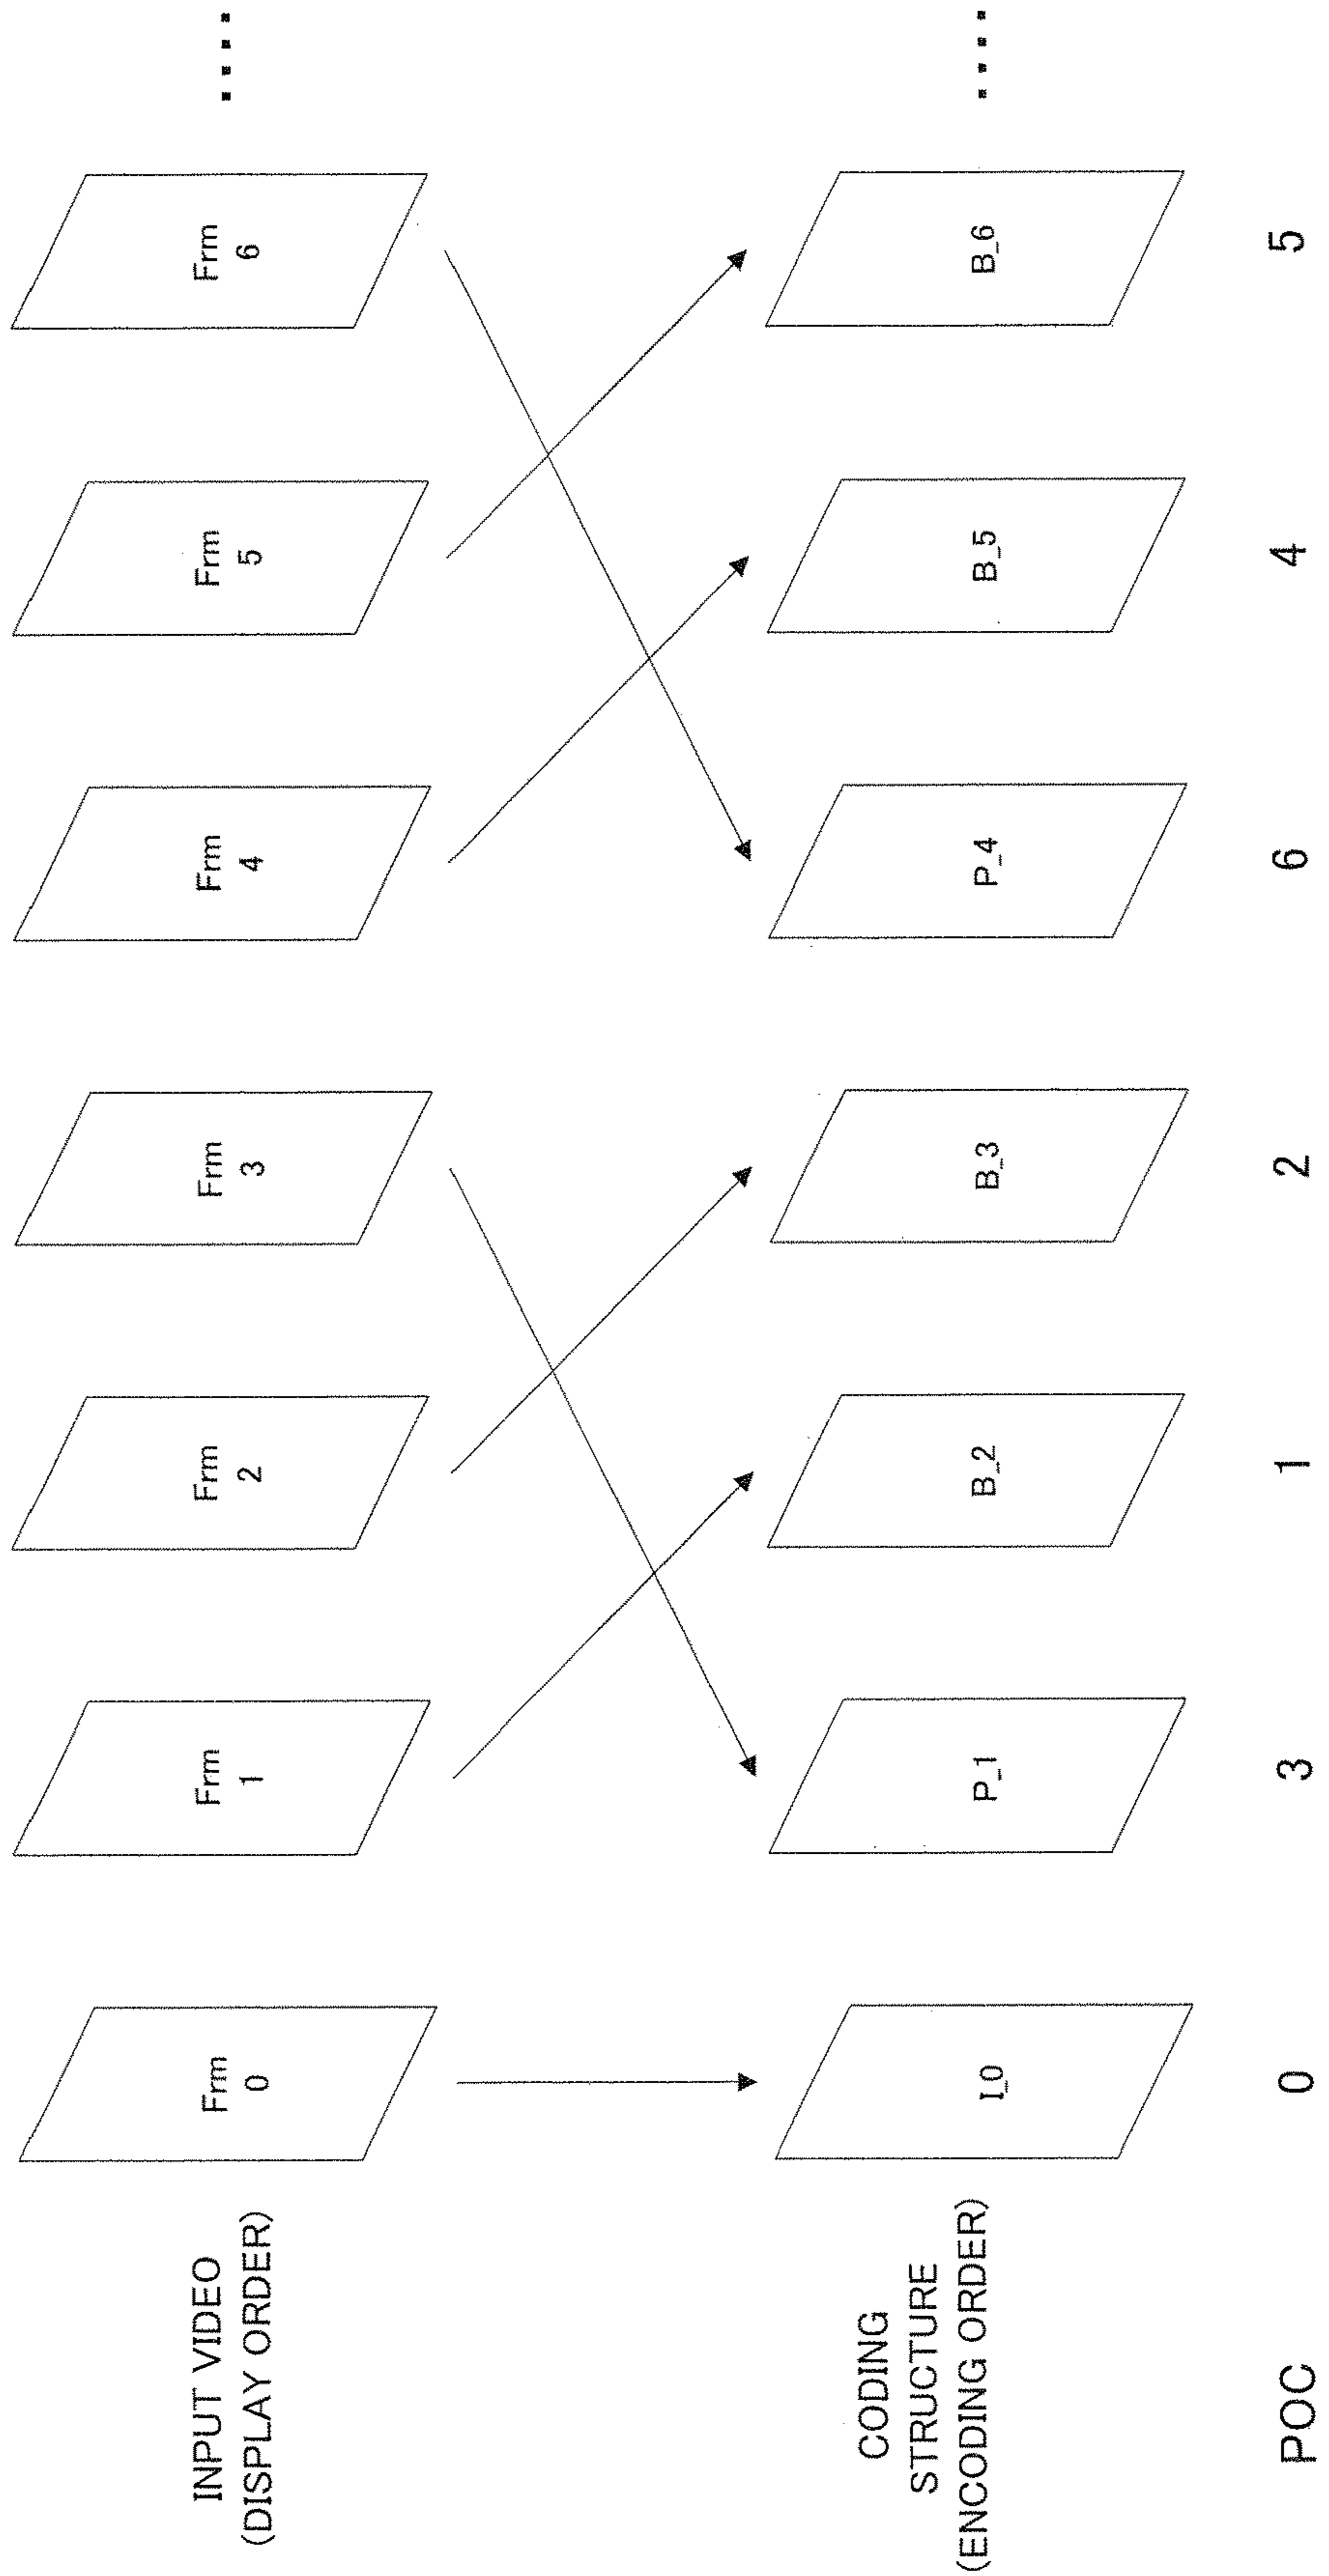 INPUT VIDEO
(DISPLAY ORDER)
Frm
0
Frm
1
Frm
2
Frm
3
Frm
4
Frm
5
Frm
6
CODING
STRUCTURE
(ENCODING ORDER)
I_0
P_1
B_2
B_3
P_4
B_5
B_6
POC
0
3
1
2
6
4
5